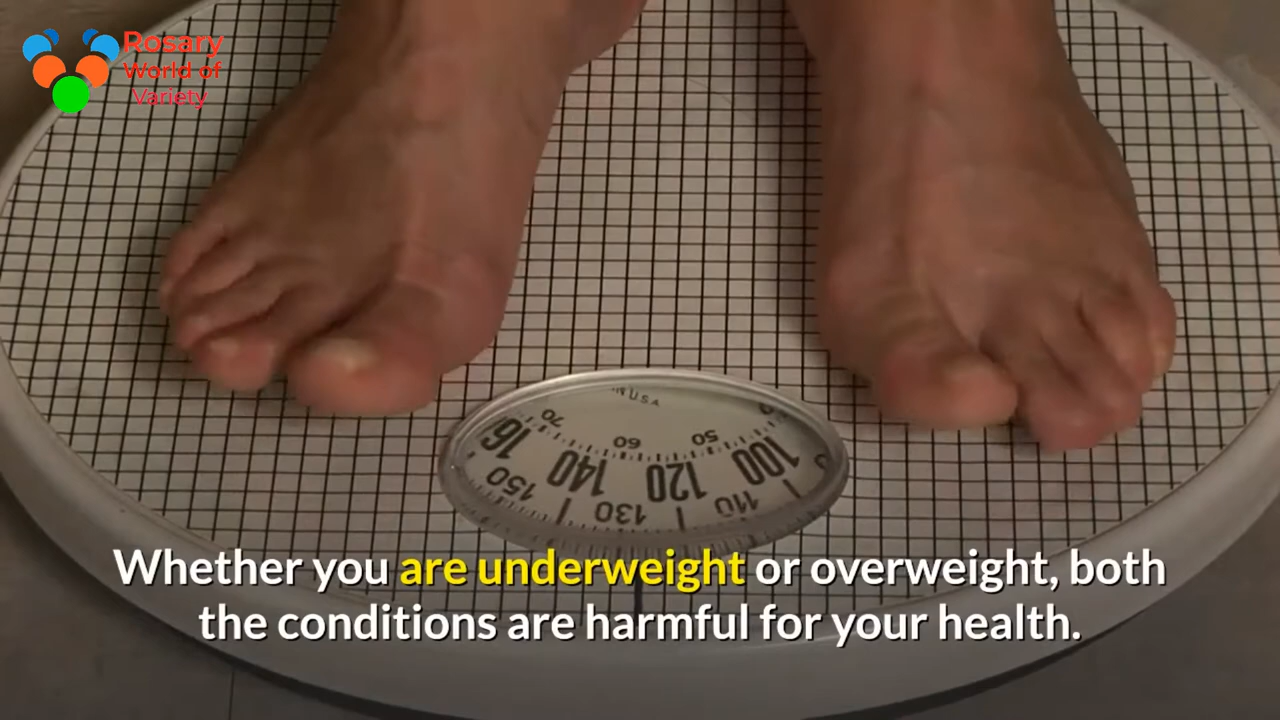 Rosary
World of
Variety
N U.S.A
70
60
50
16
140
120
100
150
130
110
Whether you are underweight or overweight, both
the conditions are harmful for your health.